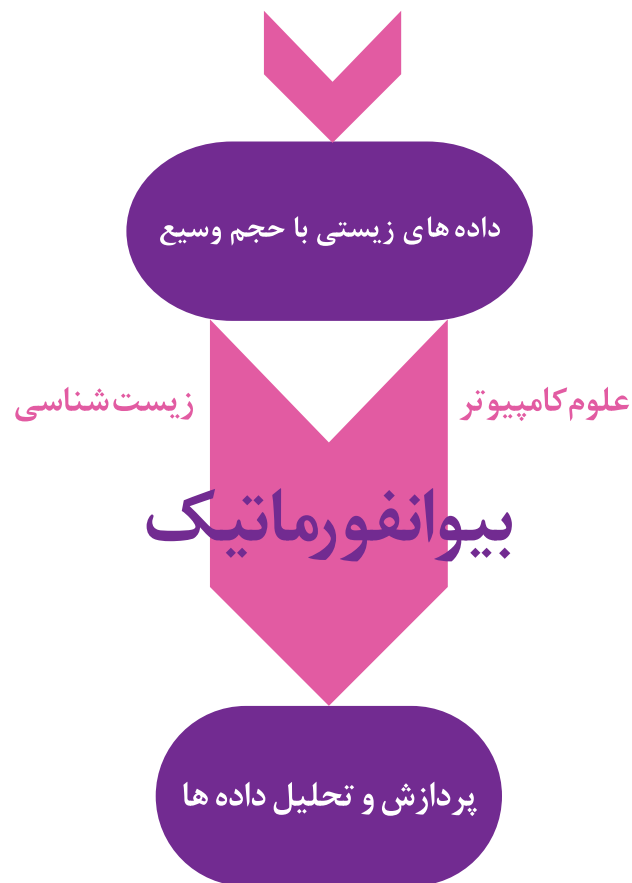 داده های زیستی با حجم وسیع
علوم کامپیوتر
زیست شناسی
بیوانفورماتیک
پردازش و تحلیل داده ها